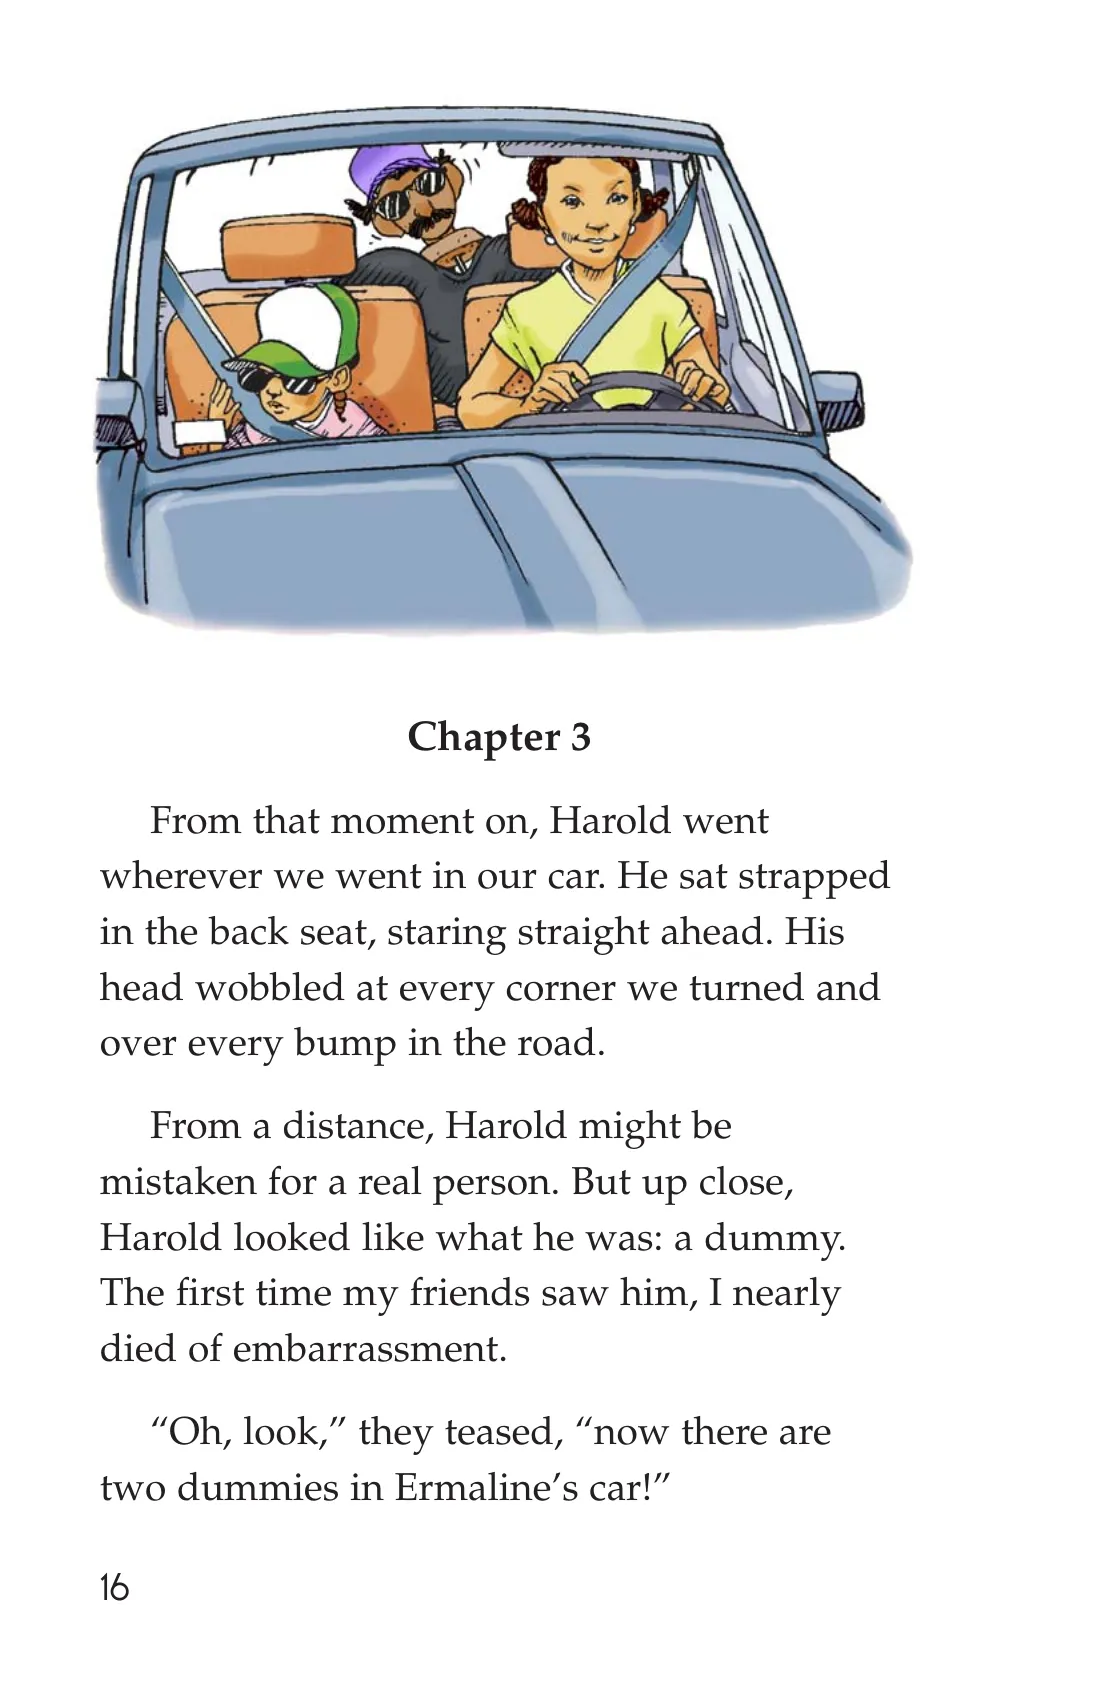 Chapter 3
From that moment on, Harold went
wherever we went in our car. He sat strapped
in the back seat, staring straight ahead. His
head wobbled at every corner we turned and
over every bump in the road.
From a distance, Harold might be
mistaken for a real person. But up close,
Harold looked like what he was: a dummy.
The first time my friends saw him, I nearly
died of embarrassment.
“Oh, look,” they teased, “now there are
two dummies in Ermaline’s car!”
16